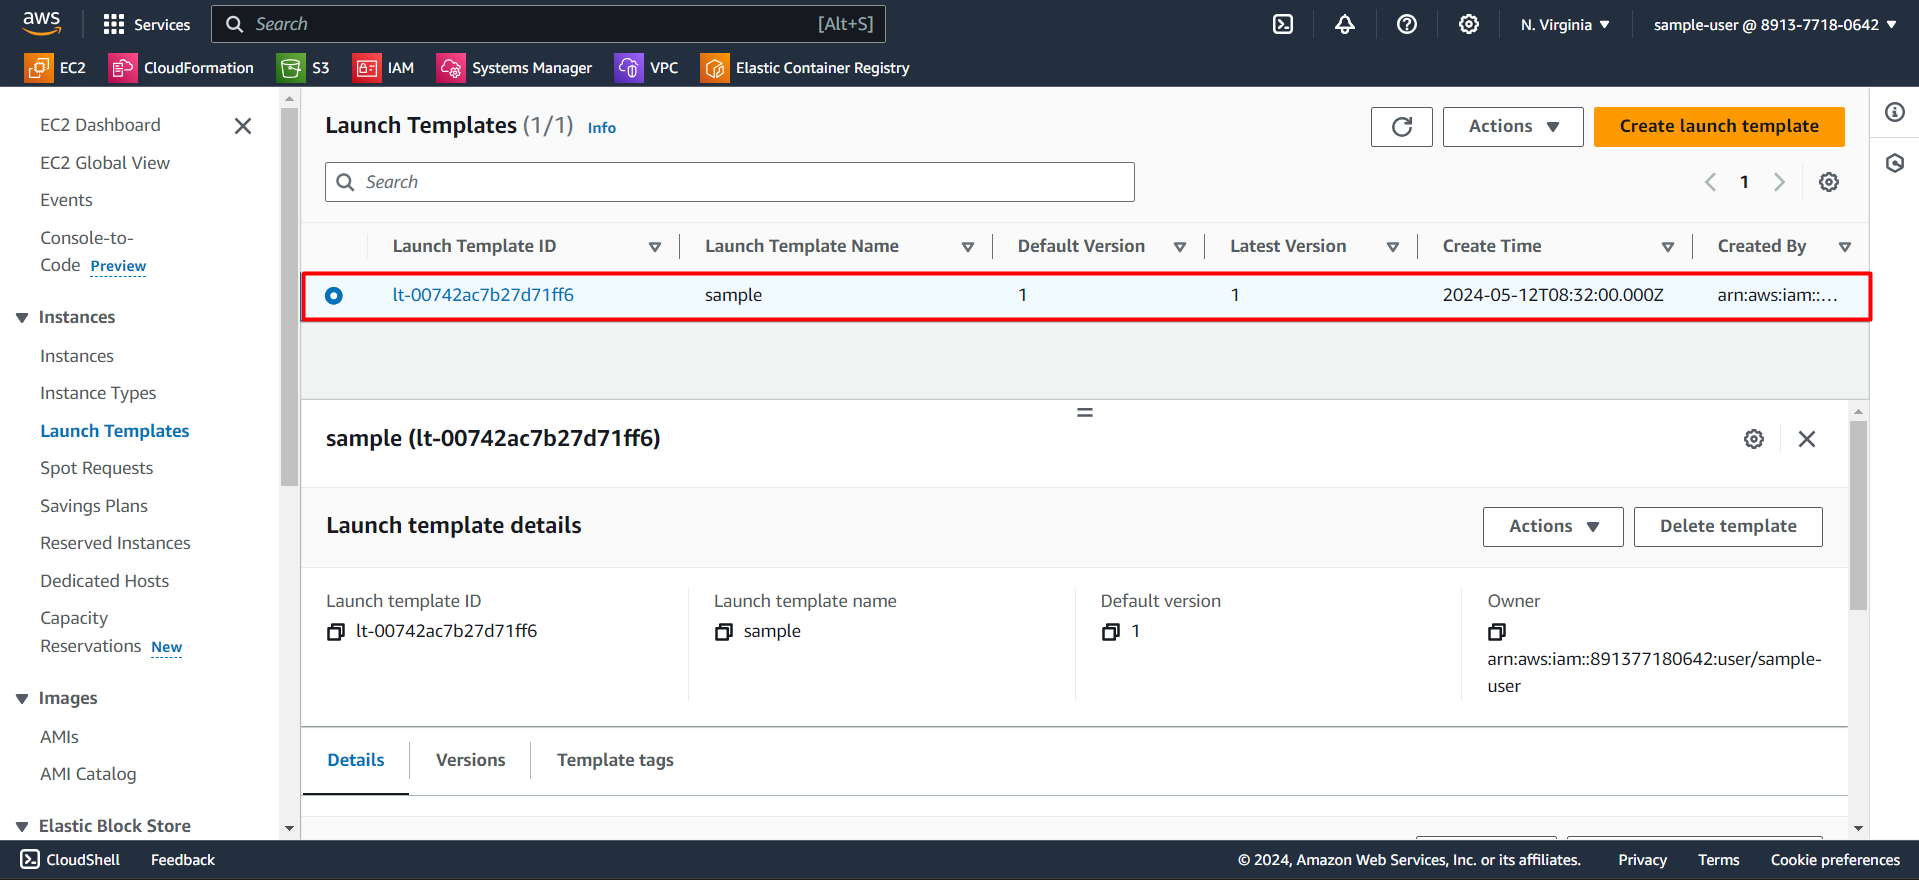 aws
Services
Search
[Alt+S]
N. Virginia
sample-user @ 8913-7718-0642
EC2
CloudFormation
S3
IAM
Systems Manager
VPC
Elastic Container Registry
EC2 Dashboard
EC2 Global View
Events
Console-to-
Code Preview
Instances
Instances
Instance Types
Launch Templates
Spot Requests
Savings Plans
Reserved Instances
Dedicated Hosts
Capacity
Reservations New
Images
AMIs
AMI Catalog
Elastic Block Store
Launch Templates (1/1) Info
Actions
Create launch template
Search
1
Launch Template ID
Launch Template Name
Default Version
Latest Version
Create Time
Created By
lt-00742ac7b27d71ff6
sample
1
1
2024-05-12T08:32:00.000Z
arn:aws:iam::...
sample (lt-00742ac7b27d71ff6)
Launch template details
Actions
Delete template
Launch template ID
lt-00742ac7b27d71ff6
Launch template name
sample
Default version
1
Owner
arn:aws:iam::891377180642:user/sample-
user
Details
Versions
Template tags
CloudShell
Feedback
© 2024, Amazon Web Services, Inc. or its affiliates.
Privacy
Terms
Cookie preferences